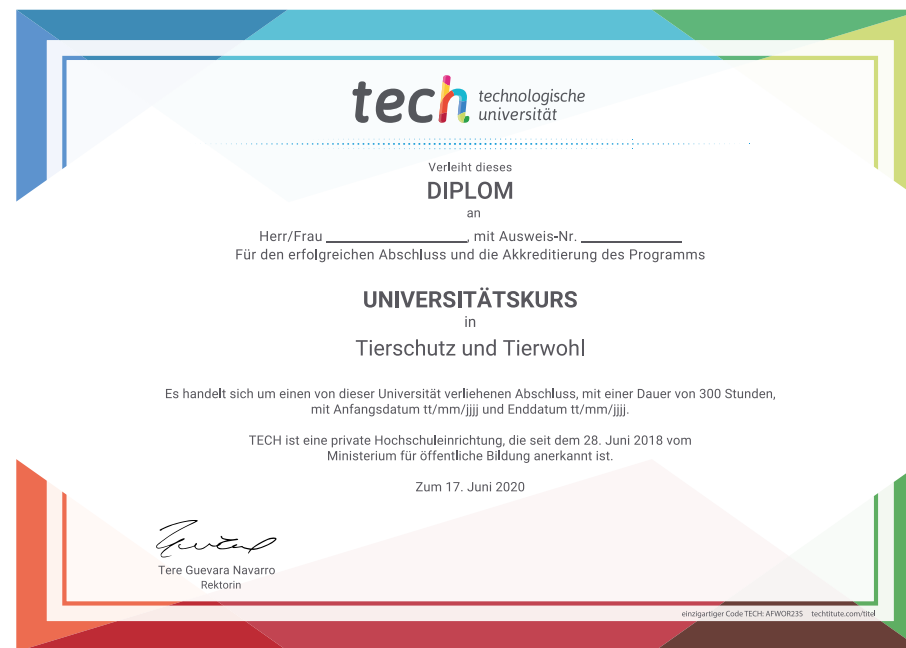 tech technologische
universität
Verleiht dieses
DIPLOM
an
Herr/Frau ____________________, mit Ausweis-Nr. ______________
Für den erfolgreichen Abschluss und die Akkreditierung des Programms
UNIVERSITÄTSKURS
in
Tierschutz und Tierwohl
Es handelt sich um einen von dieser Universität verliehenen Abschluss, mit einer Dauer von 300 Stunden,
mit Anfangsdatum tt/mm/jjjj und Enddatum tt/mm/jjjj.
TECH ist eine private Hochschuleinrichtung, die seit dem 28. Juni 2018 vom
Ministerium für öffentliche Bildung anerkannt ist.
Zum 17. Juni 2020
Tere Guevara Navarro
Rektorin
einzigartiger Code TECH: AFWOR23S techtitute.com/titel